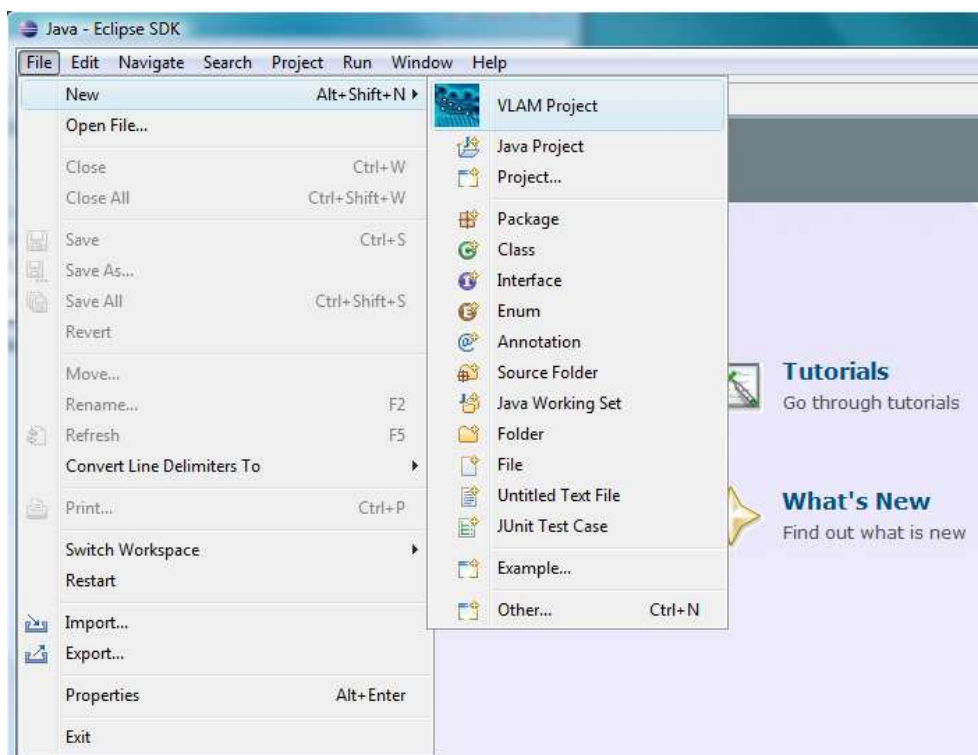 Java - Eclipse SDK
File Edit Navigate Search Project Run Window Help
New Alt+Shift+N
Open File...
Close Ctrl+W
Close All Ctrl+Shift+W
Save Ctrl+S
Save As...
Save All Ctrl+Shift+S
Revert
Move...
Rename... F2
Refresh F5
Convert Line Delimiters To
Print... Ctrl+P
Switch Workspace
Restart
Import...
Export...
Properties Alt+Enter
Exit
VLAM Project
Java Project
Project...
Package
Class
Interface
Enum
Annotation
Source Folder
Java Working Set
Folder
File
Untitled Text File
JUnit Test Case
Example...
Other... Ctrl+N
Tutorials
Go through tutorials
What's New
Find out what is new